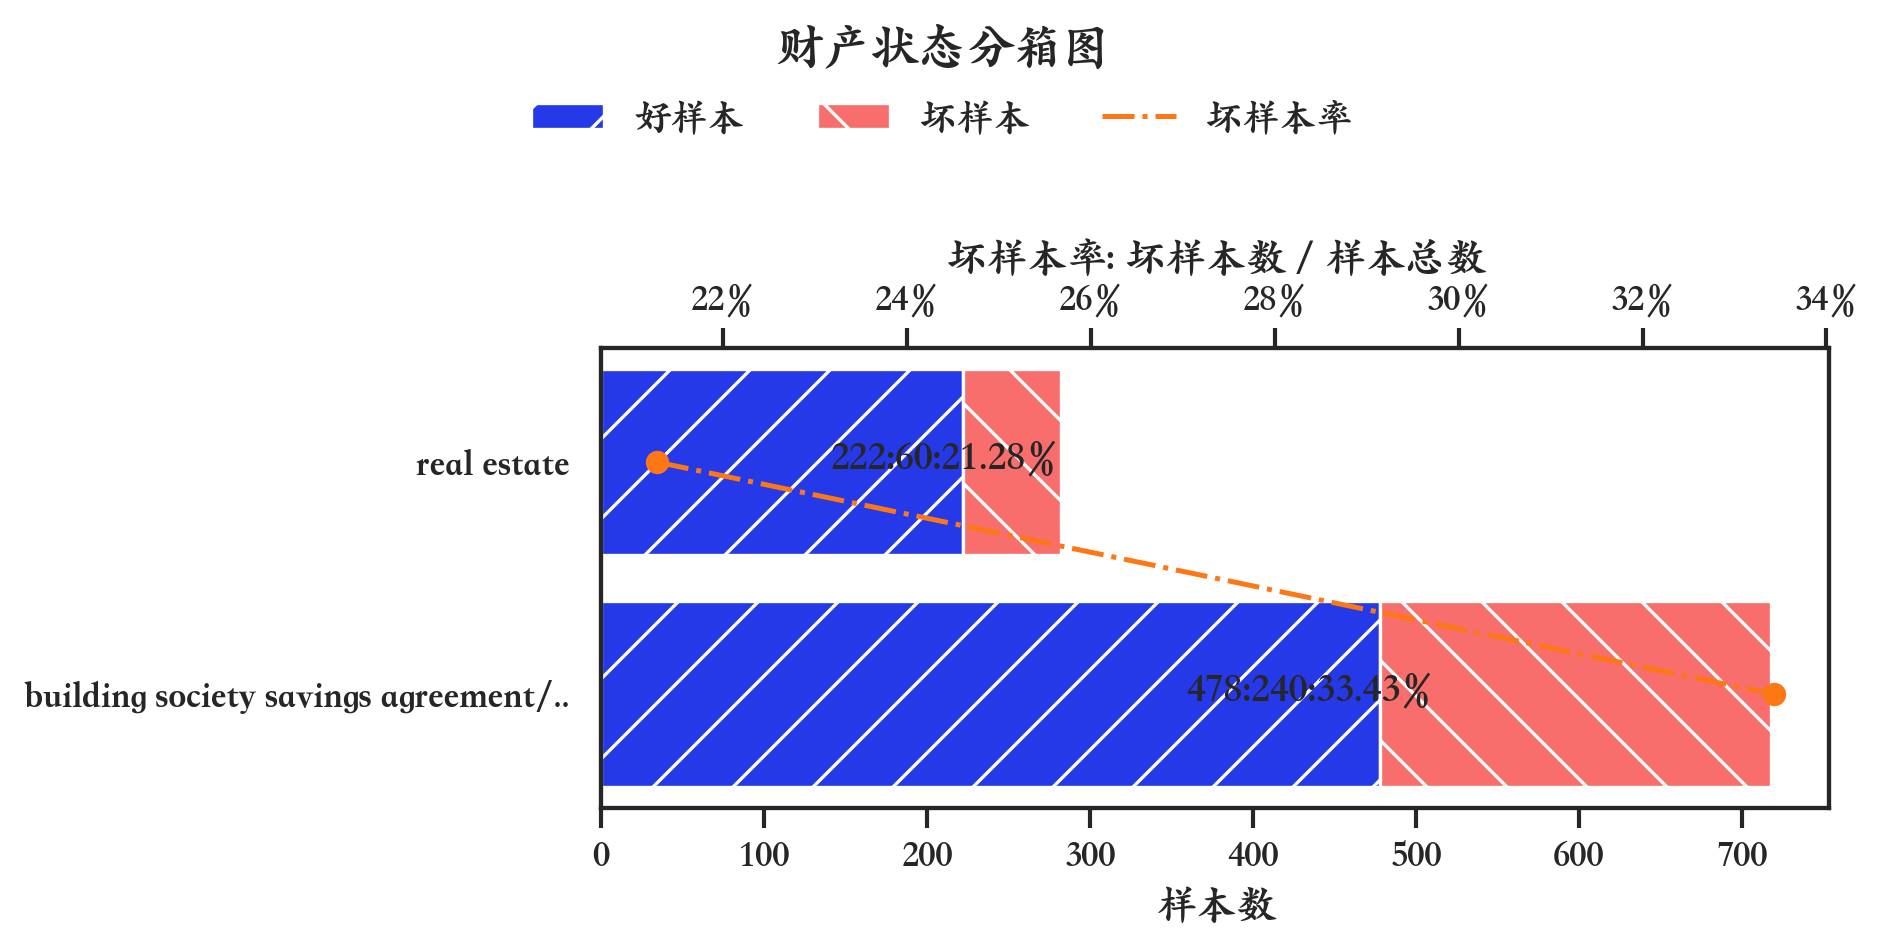 财产状态分箱图
好样本 坏样本 坏样本率
坏样本率: 坏样本数 / 样本总数
22% 24% 26% 28% 30% 32% 34%
real estate
222:60:21.28%
building society savings agreement/..
478:240:33.43%
0 100 200 300 400 500 600 700
样本数